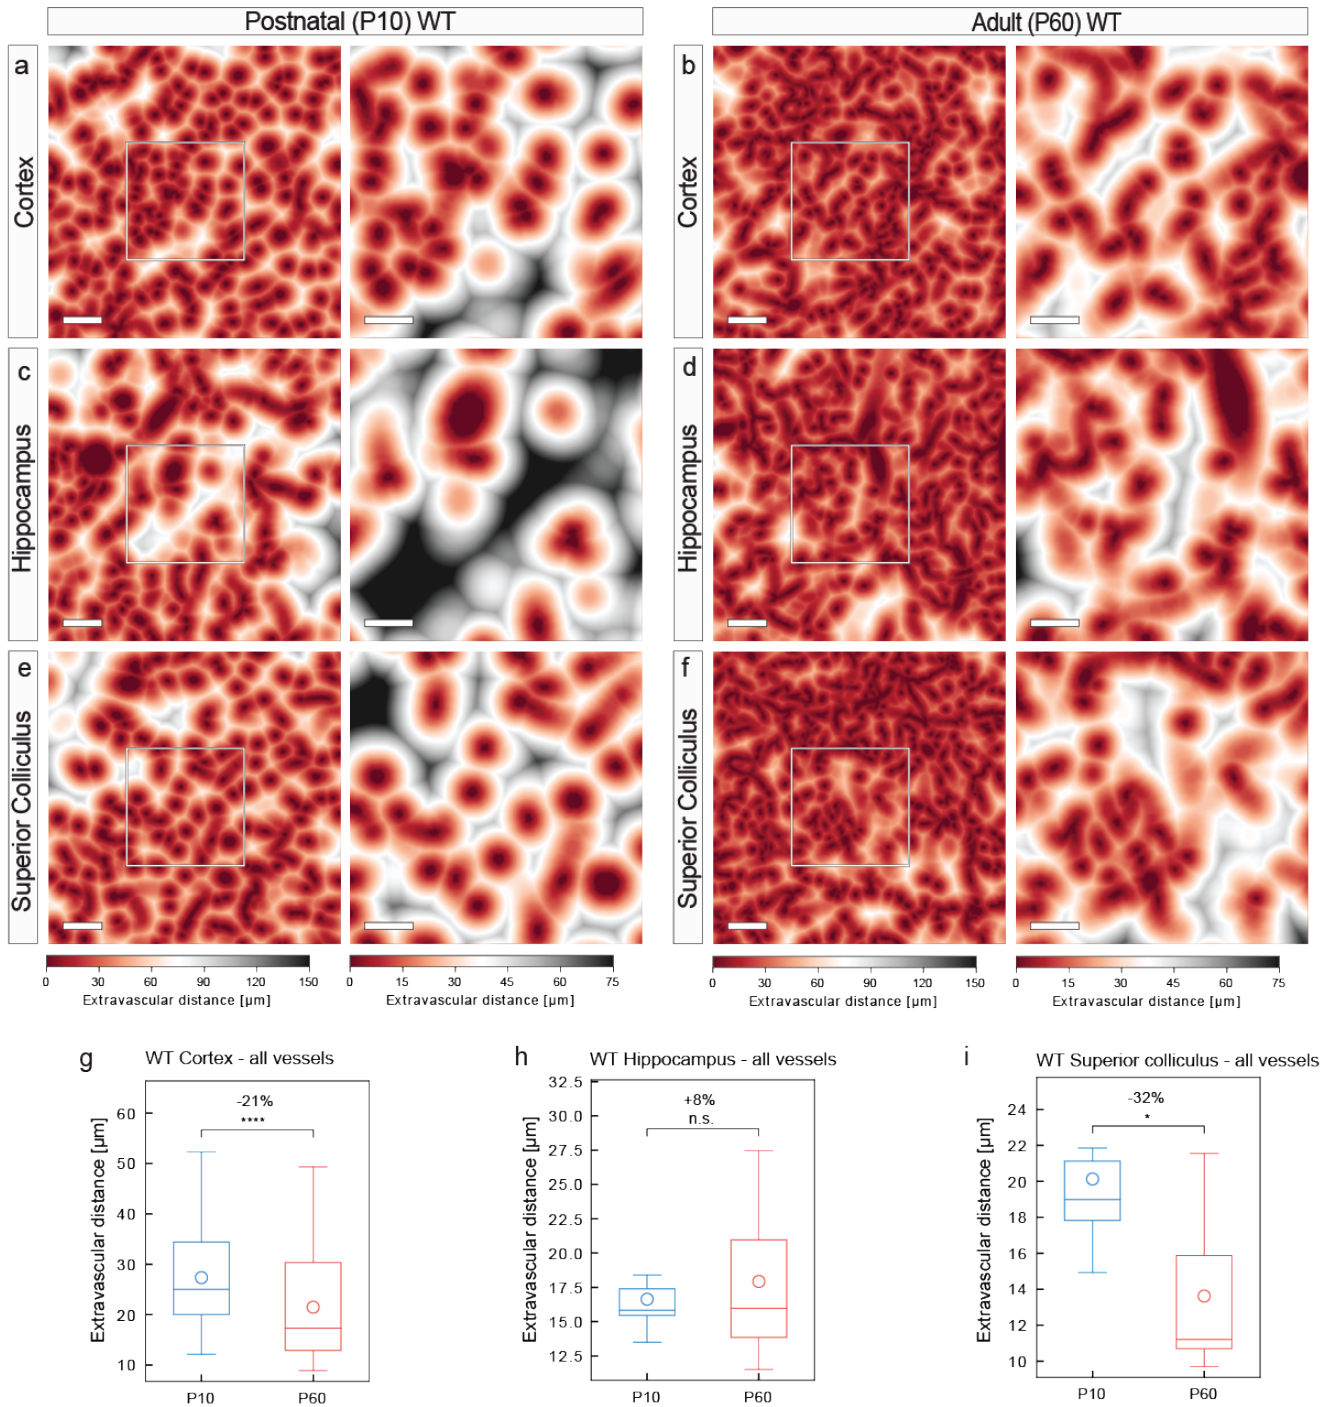 Postnatal (P10) WT
Adult (P60) WT
a
b
Cortex
Cortex
c
d
Hippocampus
Hippocampus
e
f
Superior Colliculus
Superior Colliculus
0 30 60 90 120 150
Extravascular distance [µm]
0 15 30 45 60 75
Extravascular distance [µm]
0 30 60 90 120 150
Extravascular distance [µm]
0 15 30 45 60 75
Extravascular distance [µm]
g
WT Cortex - all vessels
-21%
****
Extravascular distance [µm]
60
50
40
30
20
10
P10 P60
h
WT Hippocampus - all vessels
+8%
n.s.
Extravascular distance [µm]
32.5
30.0
27.5
25.0
22.5
20.0
17.5
15.0
12.5
P10 P60
i
WT Superior colliculus - all vessels
-32%
*
Extravascular distance [µm]
24
22
20
18
16
14
12
10
P10 P60